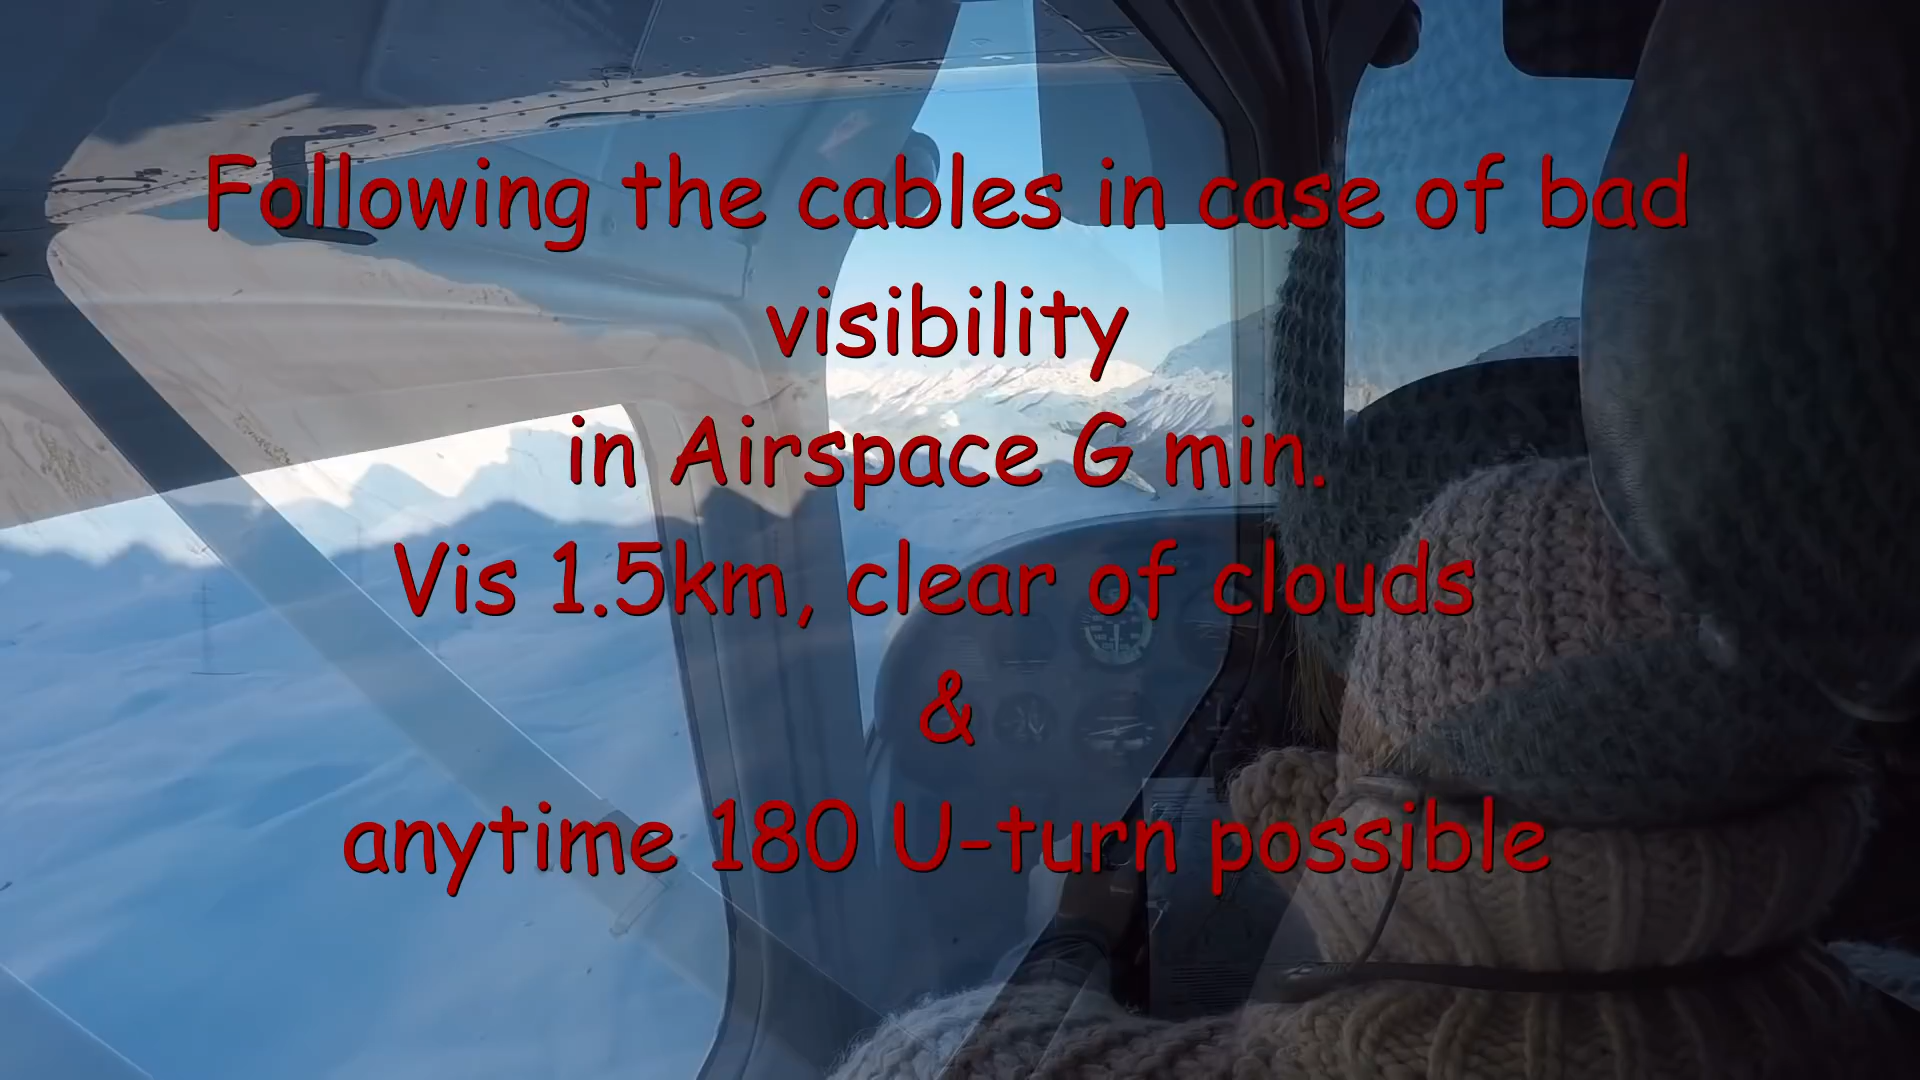 Following the cables in case of bad
visibility
in Airspace G min.
Vis 1.5km, clear of clouds
&
anytime 180 U-turn possible